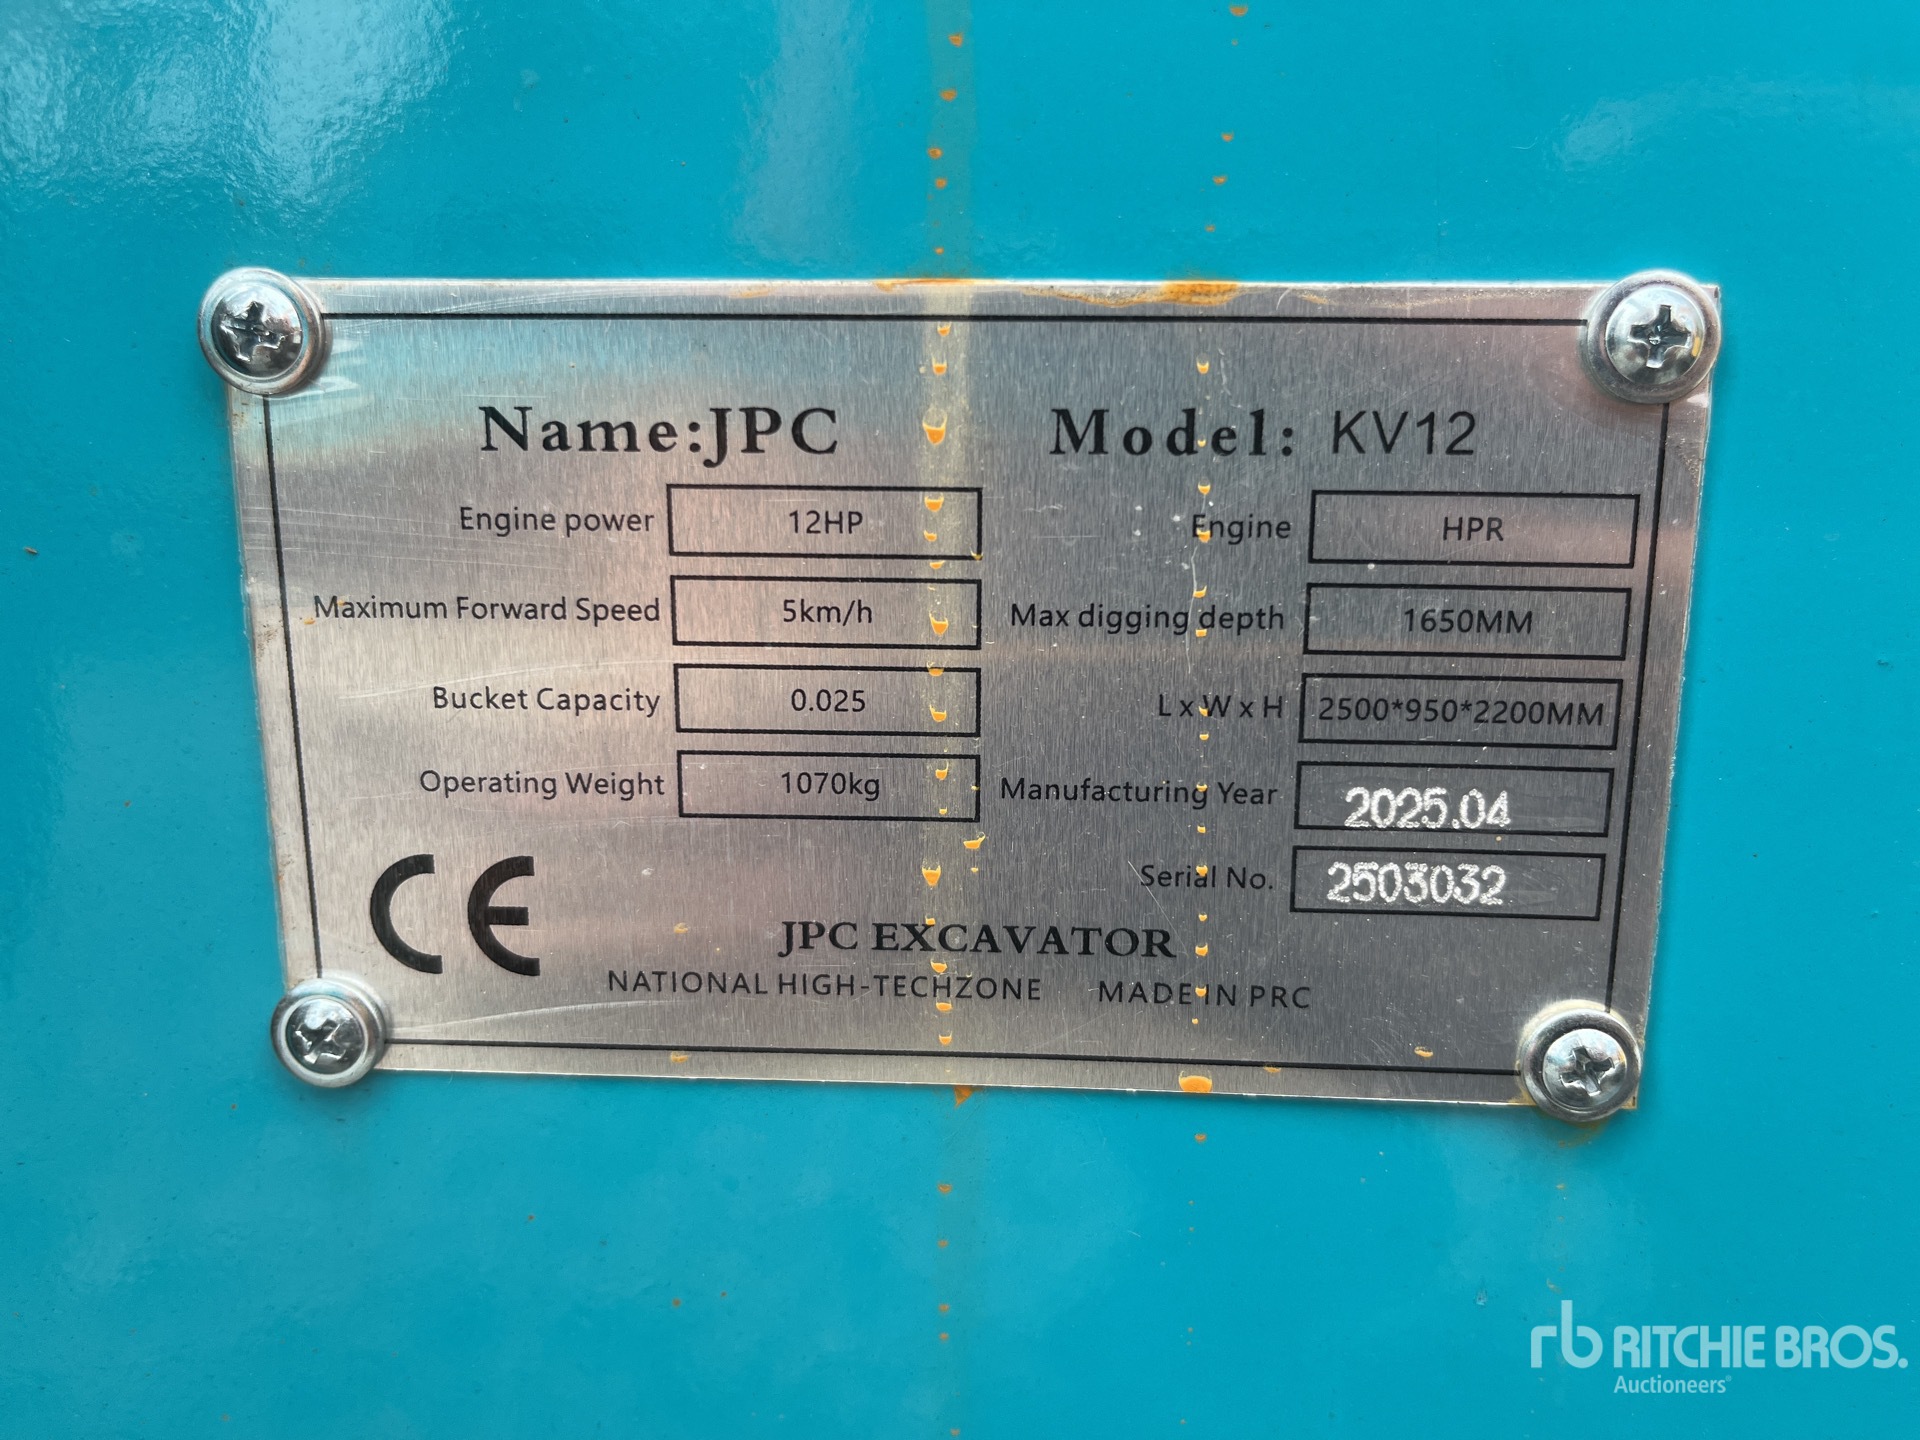 Name:JPC Model: KV12
Engine power 12HP Engine HPR
Maximum Forward Speed 5km/h Max digging depth 1650MM
Bucket Capacity 0.025 L x W x H 2500*950*2200MM
Operating Weight 1070kg Manufacturing Year 2025.04
Serial No. 2503032
CE
JPC EXCAVATOR
NATIONAL HIGH-TECHZONE MADE IN PRC
rb RITCHIE BROS.
Auctioneers®